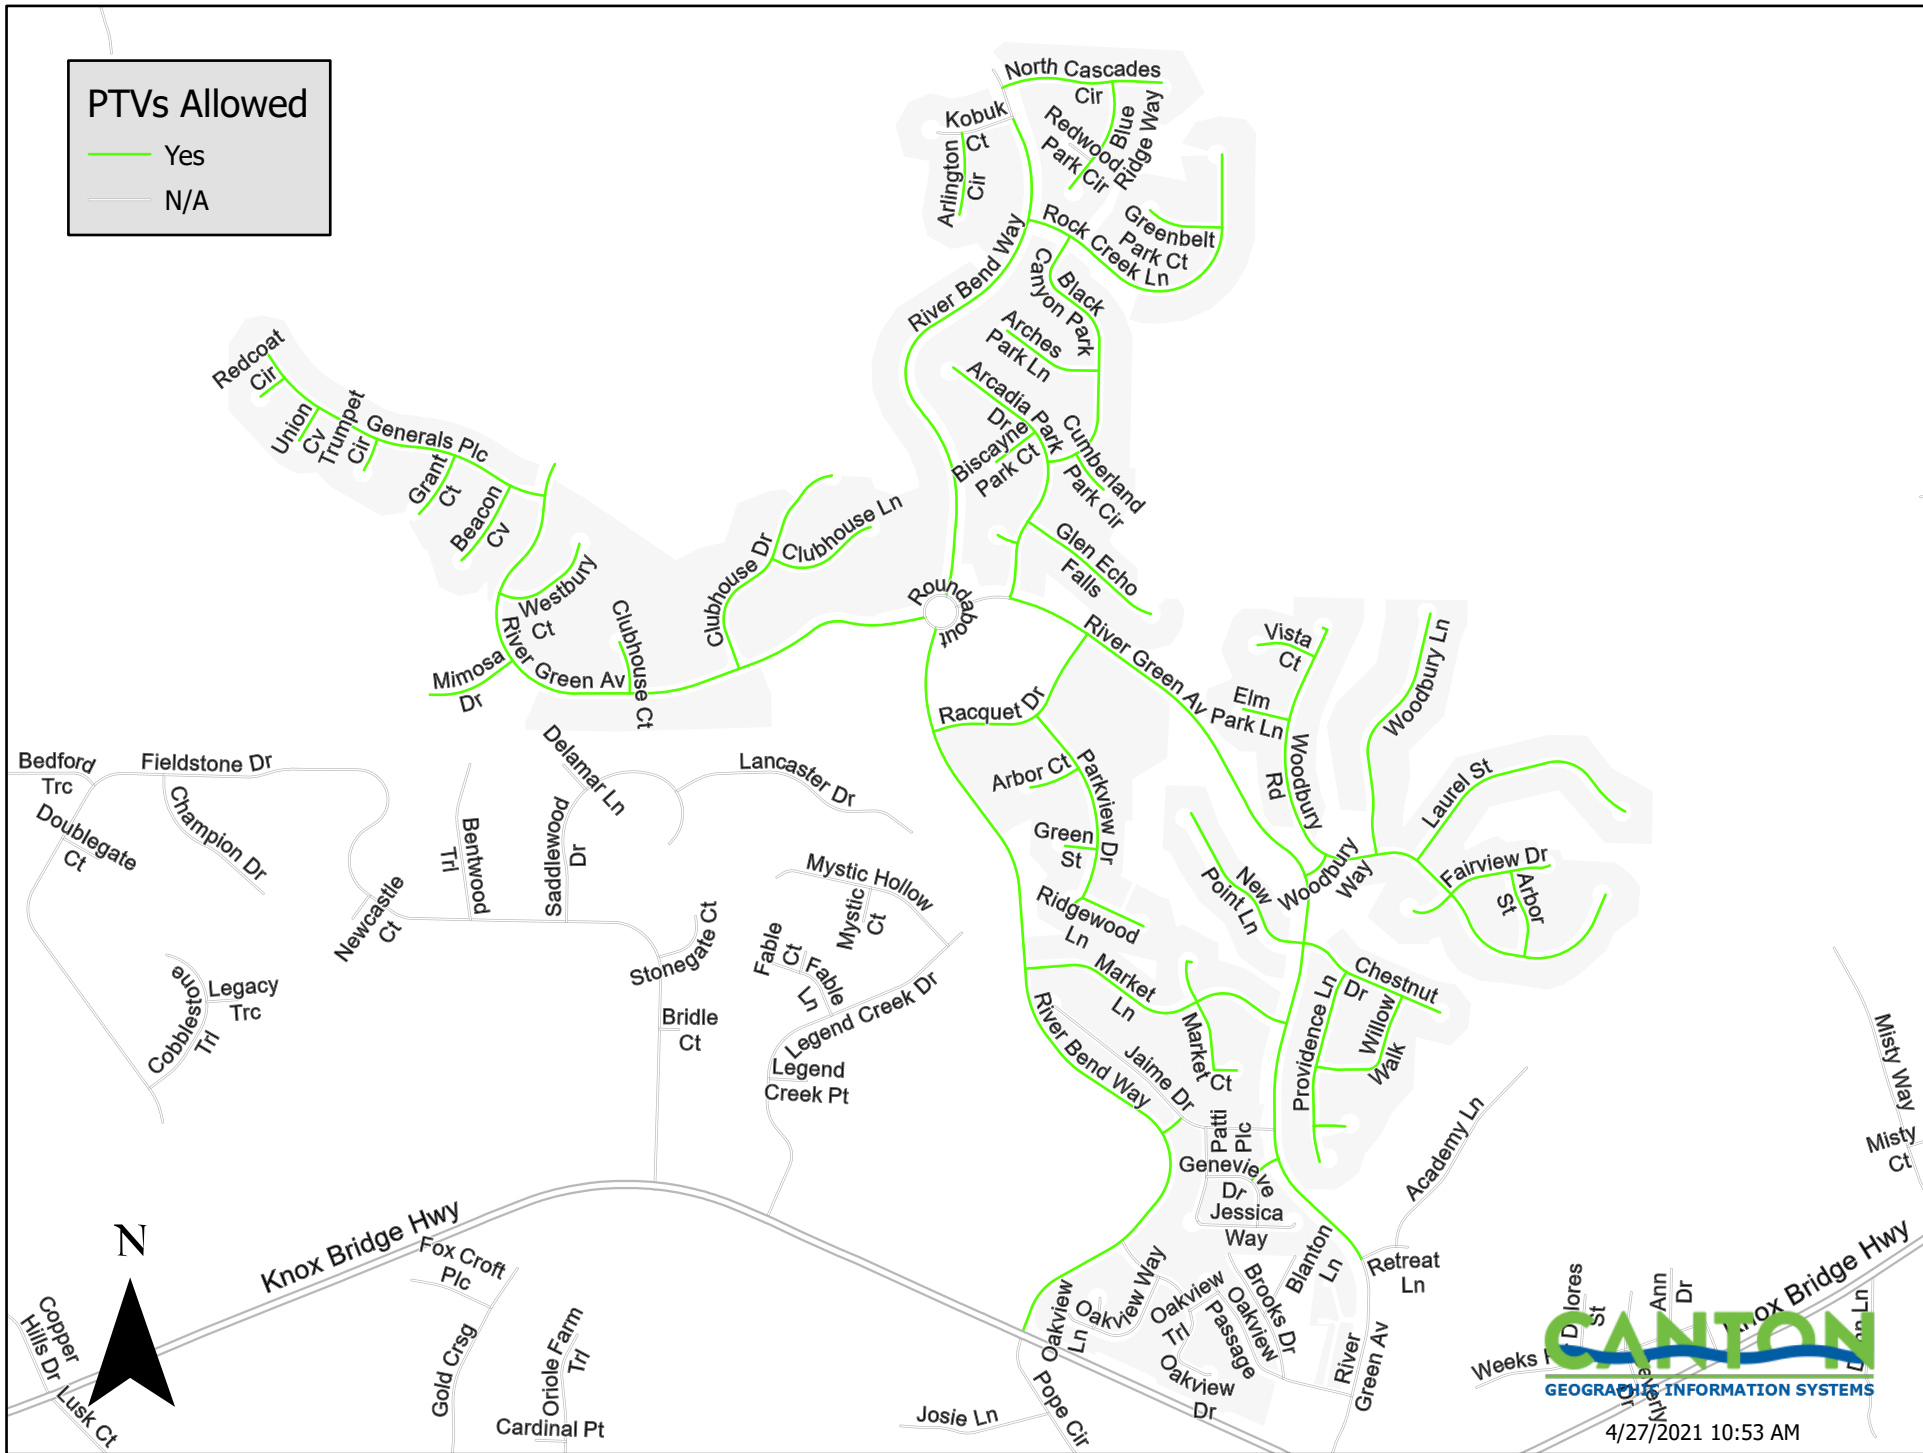 PTVs Allowed
Yes
N/A
North Cascades
Cir
Kobuk
Ct
Arlington
Cir
Redwood
Park Cir
Blue
Ridge Way
Greenbelt
Park Ct
Rock Creek Ln
River Bend Way
Black
Canyon Park
Arches
Park Ln
Arcadia Park
Dr
Biscayne
Park Ct
Cumberland
Park Cir
Redcoat
Cir
Union
Cv
Trumpet
Cir
Generals Plc
Grant
Ct
Beacon
Cv
Clubhouse Ln
Clubhouse Dr
Westbury
Ct
Clubhouse Ct
River Green Av
Mimosa
Dr
Roundabout
Glen Echo
Falls
River Green Av
Vista
Ct
Elm
Park Ln
Woodbury
Rd
Woodbury Ln
Racquet Dr
Arbor Ct
Parkview Dr
Green
St
Ridgewood
Ln
New
Point Ln
Woodbury
Way
Laurel St
Fairview Dr
Arbor
St
Bedford
Trc
Fieldstone Dr
Doublegate
Ct
Champion Dr
Bentwood
Trl
Saddlewood
Dr
Delamar Ln
Lancaster Dr
Newcastle
Ct
Stonegate Ct
Mystic Hollow
Mystic
Ct
Fable
Ct
Fable
Ln
Legend Creek Dr
Legend
Creek Pt
Bridle
Ct
Legacy
Trc
Cobblestone
Trl
Market
Ln
Market
Ct
River Bend Way
Jaime Dr
Patti
Plc
Genevieve
Dr
Jessica
Way
Chestnut
Dr
Providence Ln
Willow
Walk
Academy Ln
Retreat
Ln
Blanton
Ln
Brooks Dr
Oakview
Passage
Oakview
Trl
Oakview Way
Oakview
Ln
Oakview
Dr
River
Green Av
Misty Way
Misty
Ct
Knox Bridge Hwy
Knox Bridge Hwy
Fox Croft
Plc
Gold Crsg
Oriole Farm
Trl
Cardinal Pt
Copper
Hills Dr
Lusk Ct
Josie Ln
Pope Cir
Ann
Dr
St
Weeks
N
CANTON
GEOGRAPHIC INFORMATION SYSTEMS
4/27/2021 10:53 AM